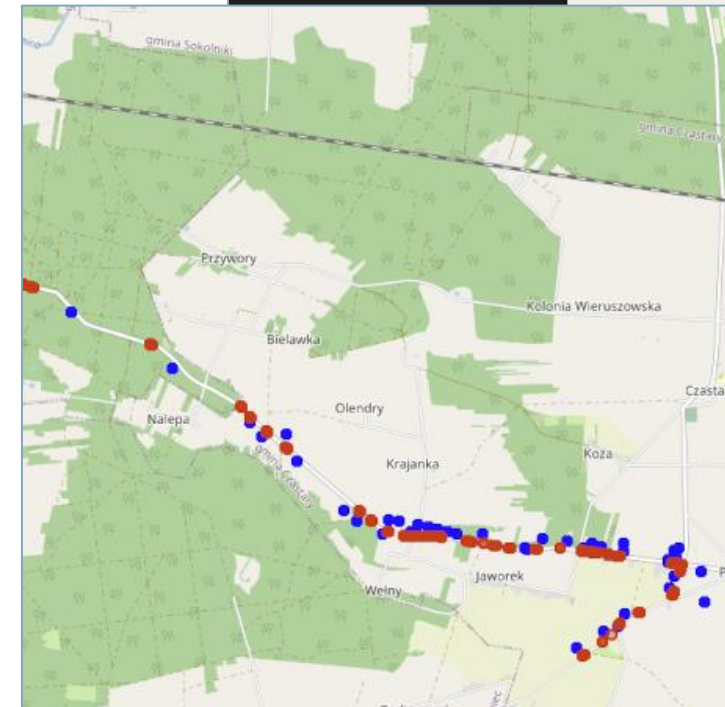 gmina Sokolniki
gmina Czastary
Przywory
Kolonia Wieruszowska
Bielawka
Czasta
Olendry
Nalepa
Koza
Krajanka
gmina Czastary
Jaworek
P
Wełny